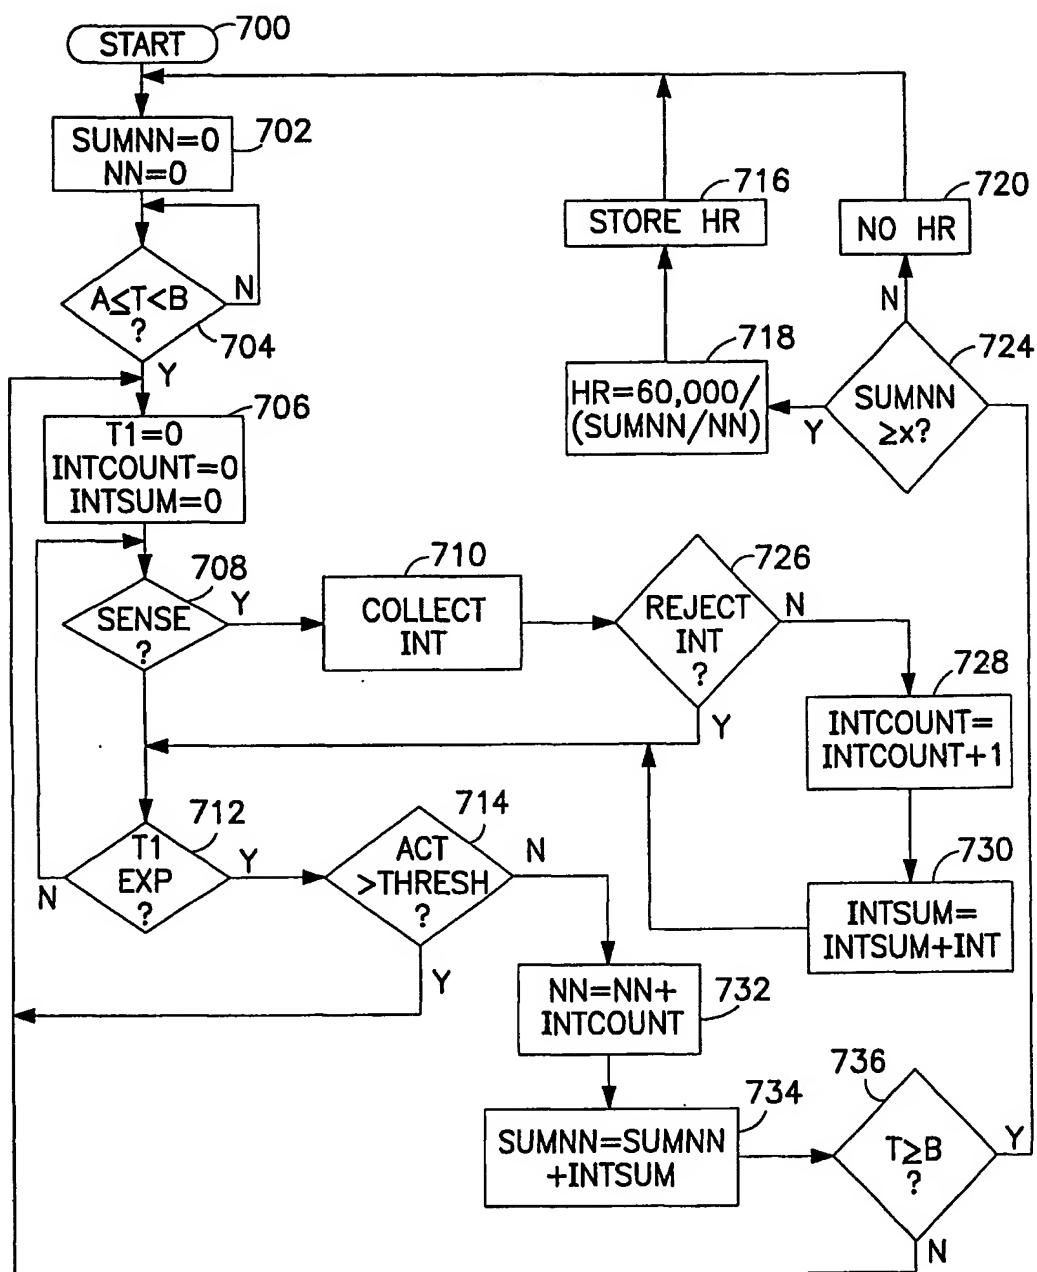 START
700
SUMNN=0
NN=0
702
A≤T<B
?
N
704
Y
706
T1=0
INTCOUNT=0
INTSUM=0
708
SENSE
?
Y
710
COLLECT
INT
726
REJECT
INT
?
N
Y
728
INTCOUNT=
INTCOUNT+1
730
INTSUM=
INTSUM+INT
712
T1
EXP
?
N
Y
714
ACT
>THRESH
?
N
Y
NN=NN+
INTCOUNT
732
SUMNN=SUMNN
+INTSUM
734
736
T≥B
?
Y
N
724
SUMNN
≥x?
N
Y
720
NO HR
718
HR=60,000/
(SUMNN/NN)
716
STORE HR